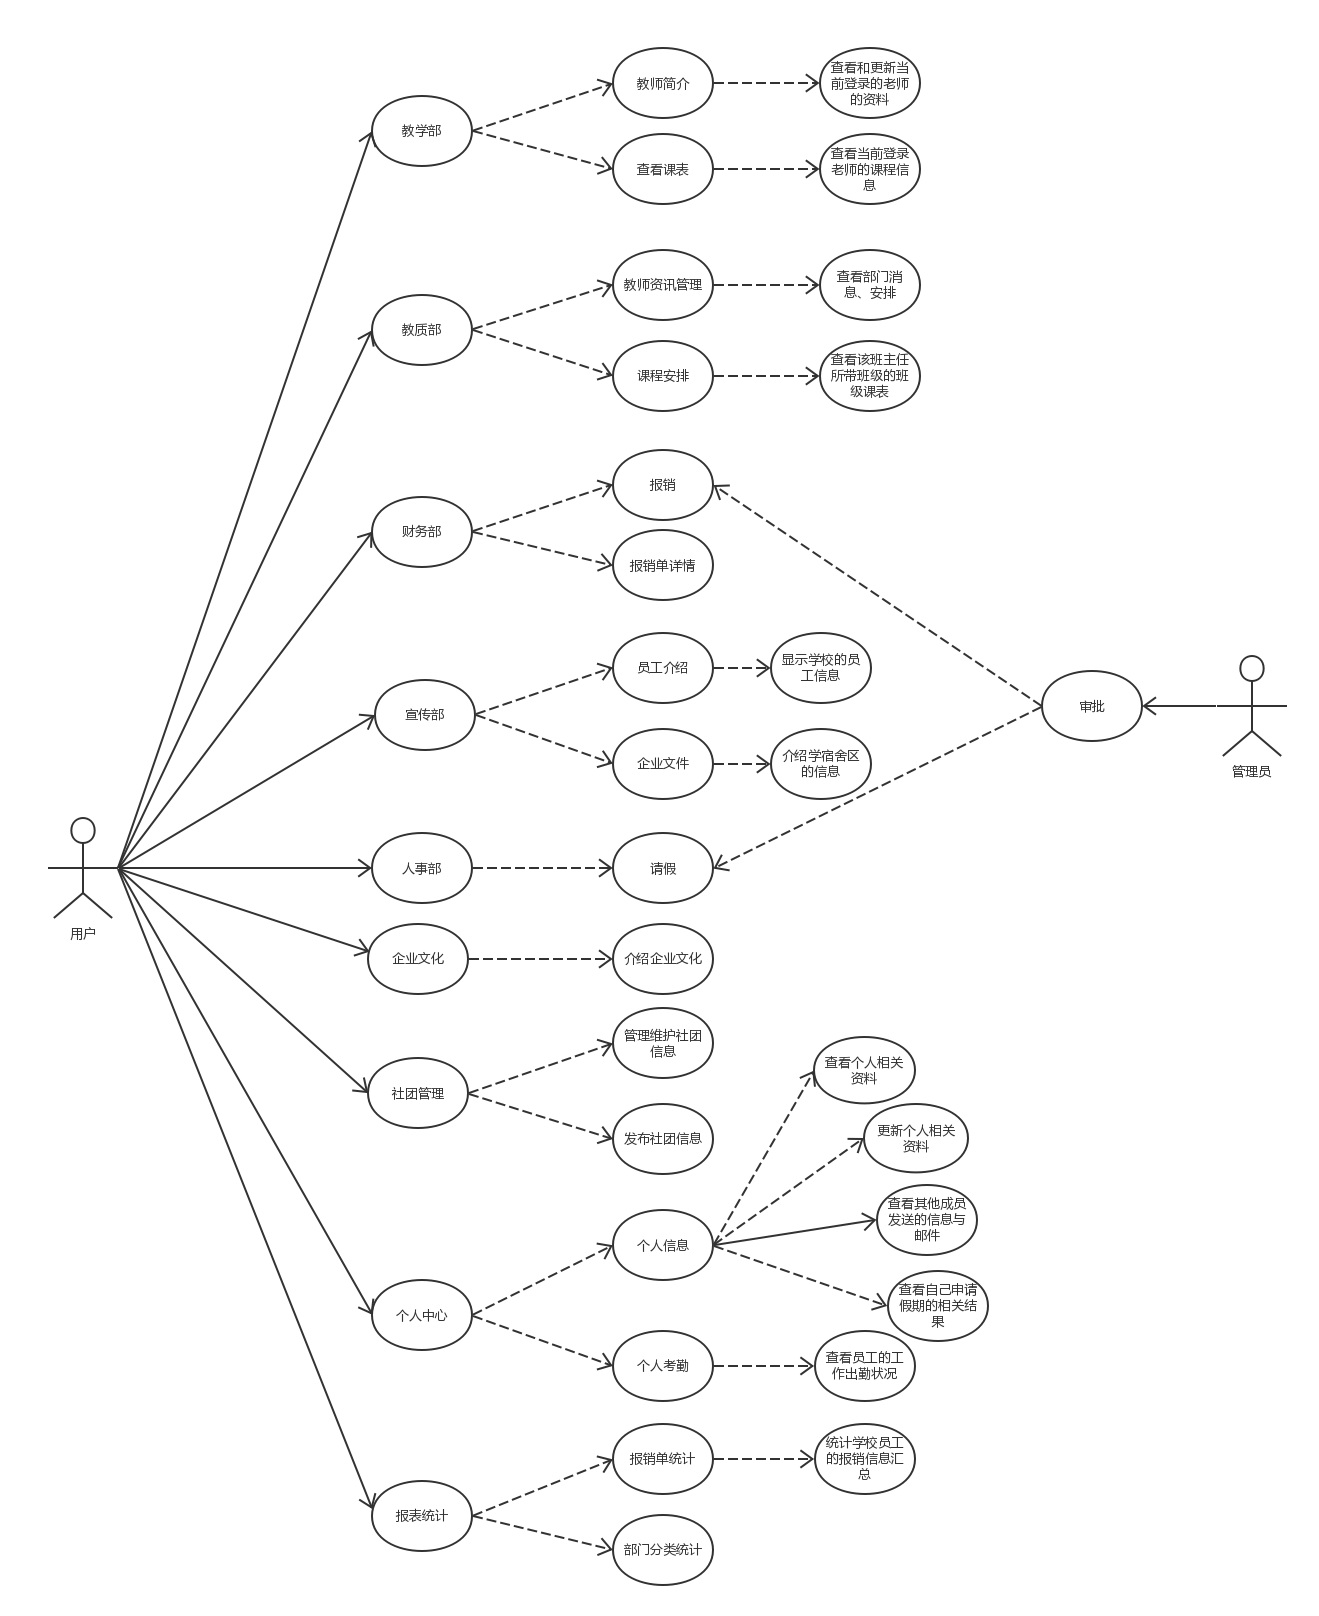 教学部
教师简介
查看和更新当
前登录的老师
的资料
查看课表
查看当前登录
老师的课程信
息
教质部
教师资讯管理
查看部门消
息、安排
课程安排
查看该班主任
所带班级的班
级课表
财务部
报销
报销单详情
宣传部
员工介绍
显示学校的员
工信息
企业文件
介绍学宿舍区
的信息
审批
管理员
用户
人事部
请假
企业文化
介绍企业文化
社团管理
管理维护社团
信息
发布社团信息
个人中心
个人信息
查看个人相关
资料
更新个人相关
资料
查看其他成员
发送的信息与
邮件
查看自己申请
假期的相关结
果
个人考勤
查看员工的工
作出勤状况
报表统计
报销单统计
统计学校员工
的报销信息汇
总
部门分类统计